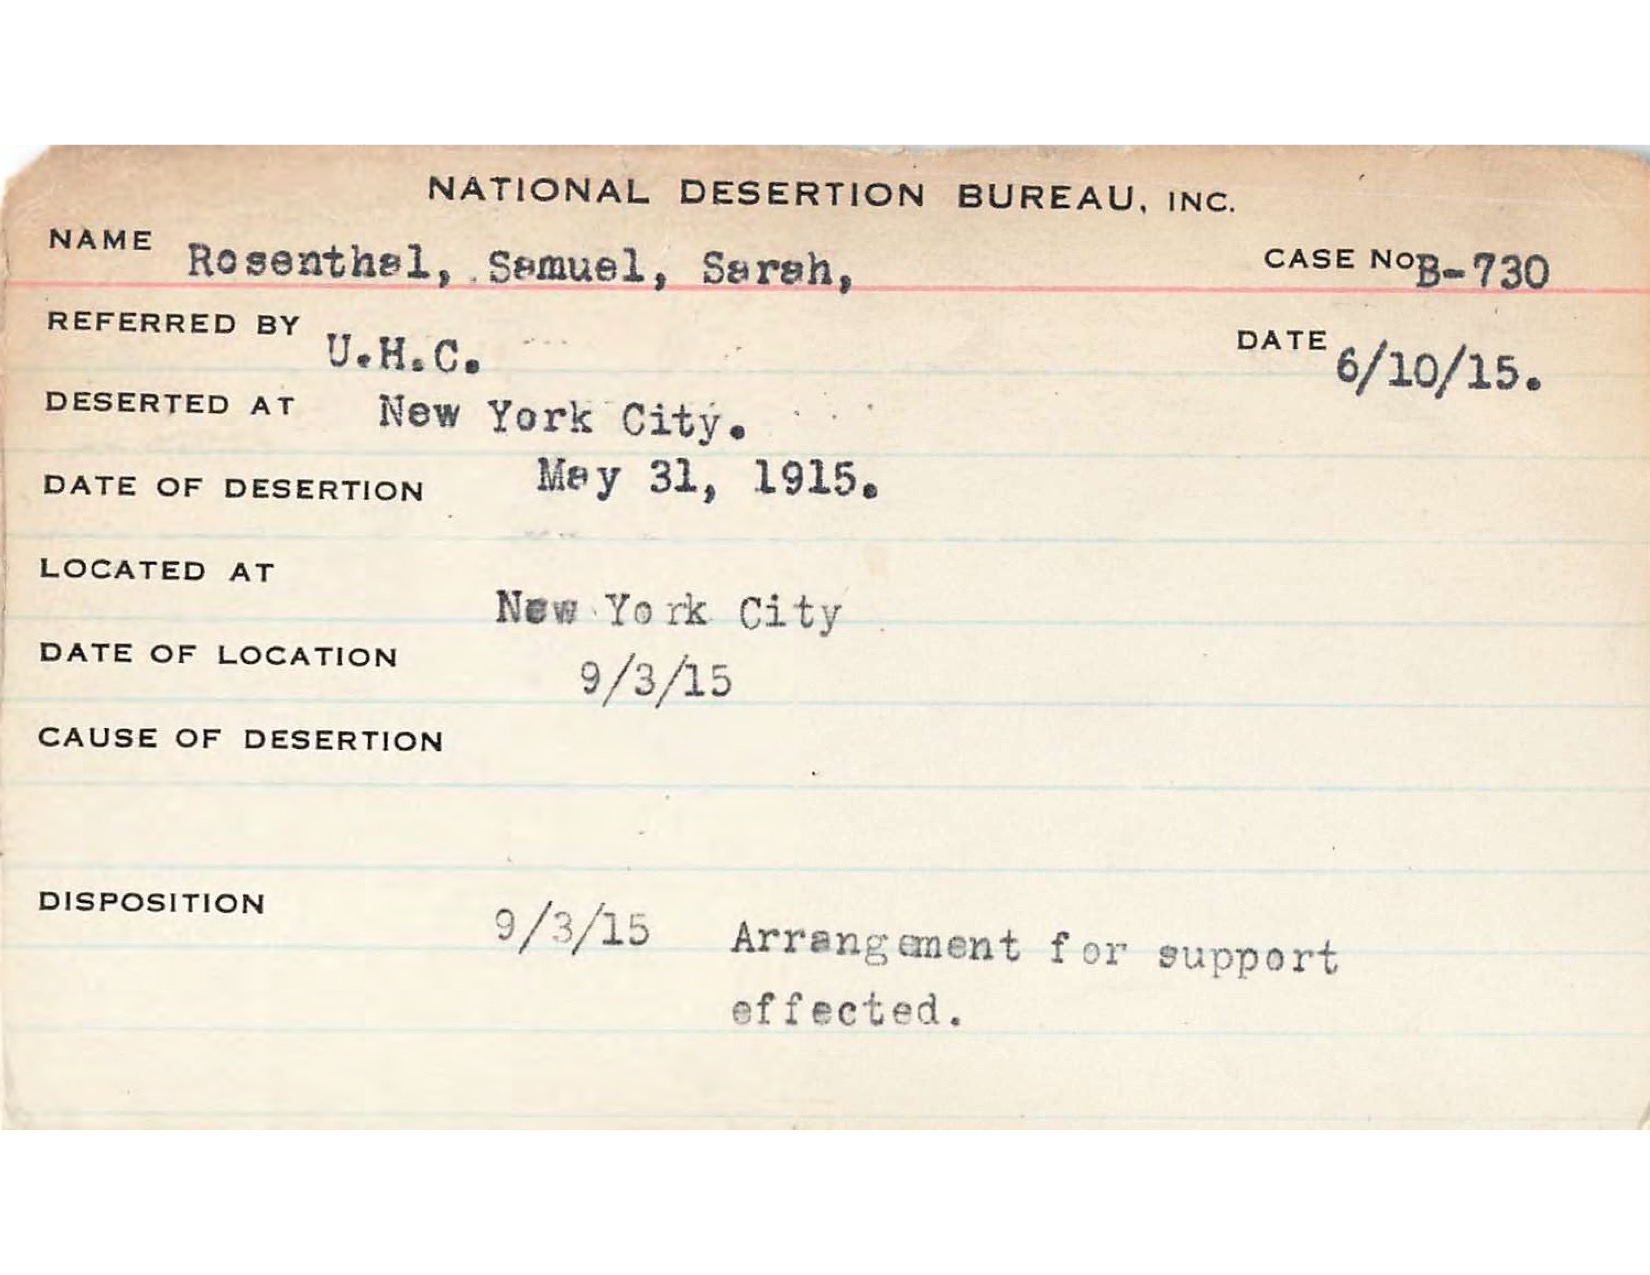 NATIONAL DESERTION BUREAU, INC.
NAME Rosenthal, Samuel, Sarah, CASE NO B-730
REFERRED BY U.H.C. DATE 6/10/15.
DESERTED AT New York City.
DATE OF DESERTION May 31, 1915.
LOCATED AT New York City
DATE OF LOCATION 9/3/15
CAUSE OF DESERTION
DISPOSITION 9/3/15 Arrangement for support
effected.